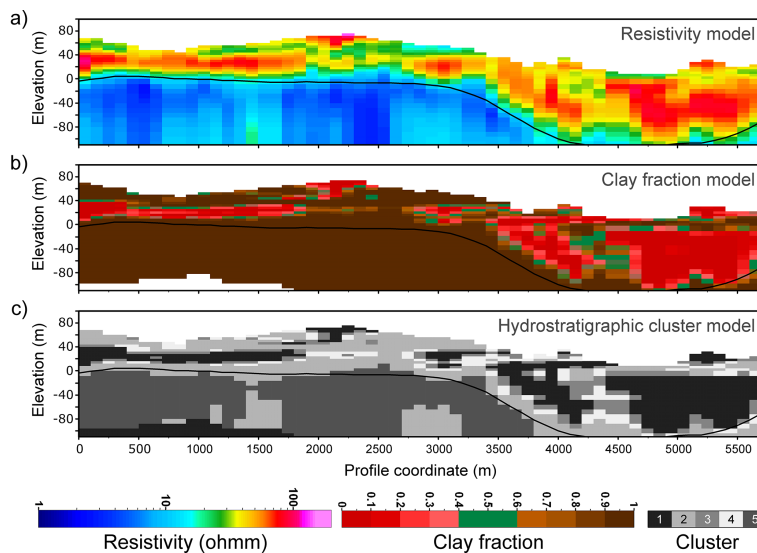 a)
Resistivity model
Elevation (m)
80
40
0
-40
-80
b)
Clay fraction model
Elevation (m)
80
40
0
-40
-80
c)
Hydrostratigraphic cluster model
Elevation (m)
80
40
0
-40
-80
0 500 1000 1500 2000 2500 3000 3500 4000 4500 5000 5500
Profile coordinate (m)
1 10 100
Resistivity (ohmm)
0 0.1 0.2 0.3 0.4 0.5 0.6 0.7 0.8 0.9 1
Clay fraction
1 2 3 4 5
Cluster